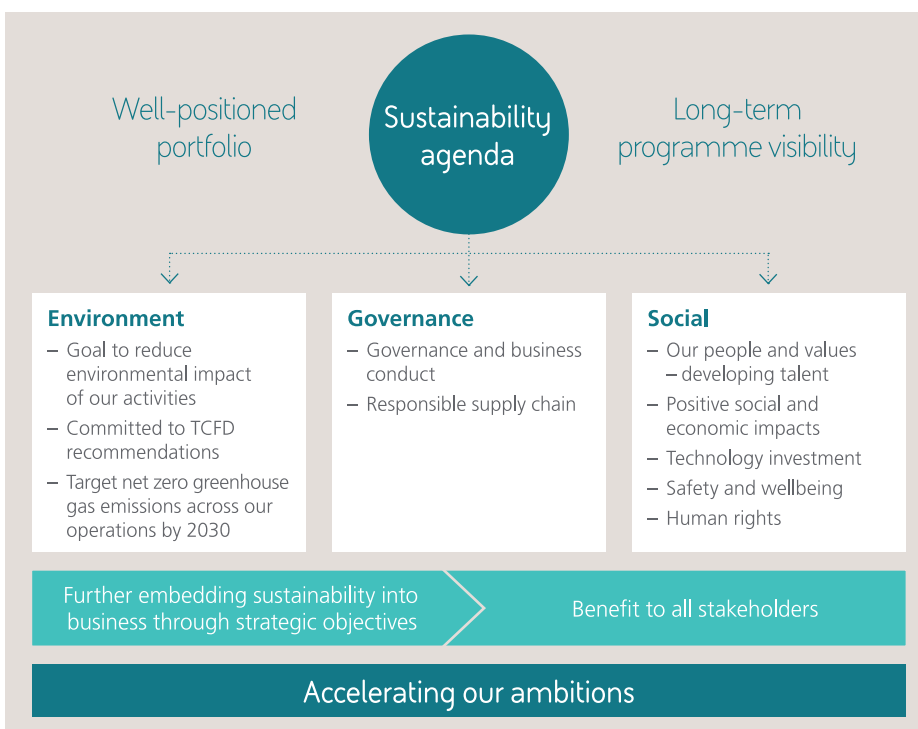 Well-positioned
portfolio
Sustainability
agenda
Long-term
programme visibility
Environment
– Goal to reduce
environmental impact
of our activities
– Committed to TCFD
recommendations
– Target net zero greenhouse
gas emissions across our
operations by 2030
Governance
– Governance and business
conduct
– Responsible supply chain
Social
– Our people and values
– developing talent
– Positive social and
economic impacts
– Technology investment
– Safety and wellbeing
– Human rights
Further embedding sustainability into
business through strategic objectives
Benefit to all stakeholders
Accelerating our ambitions